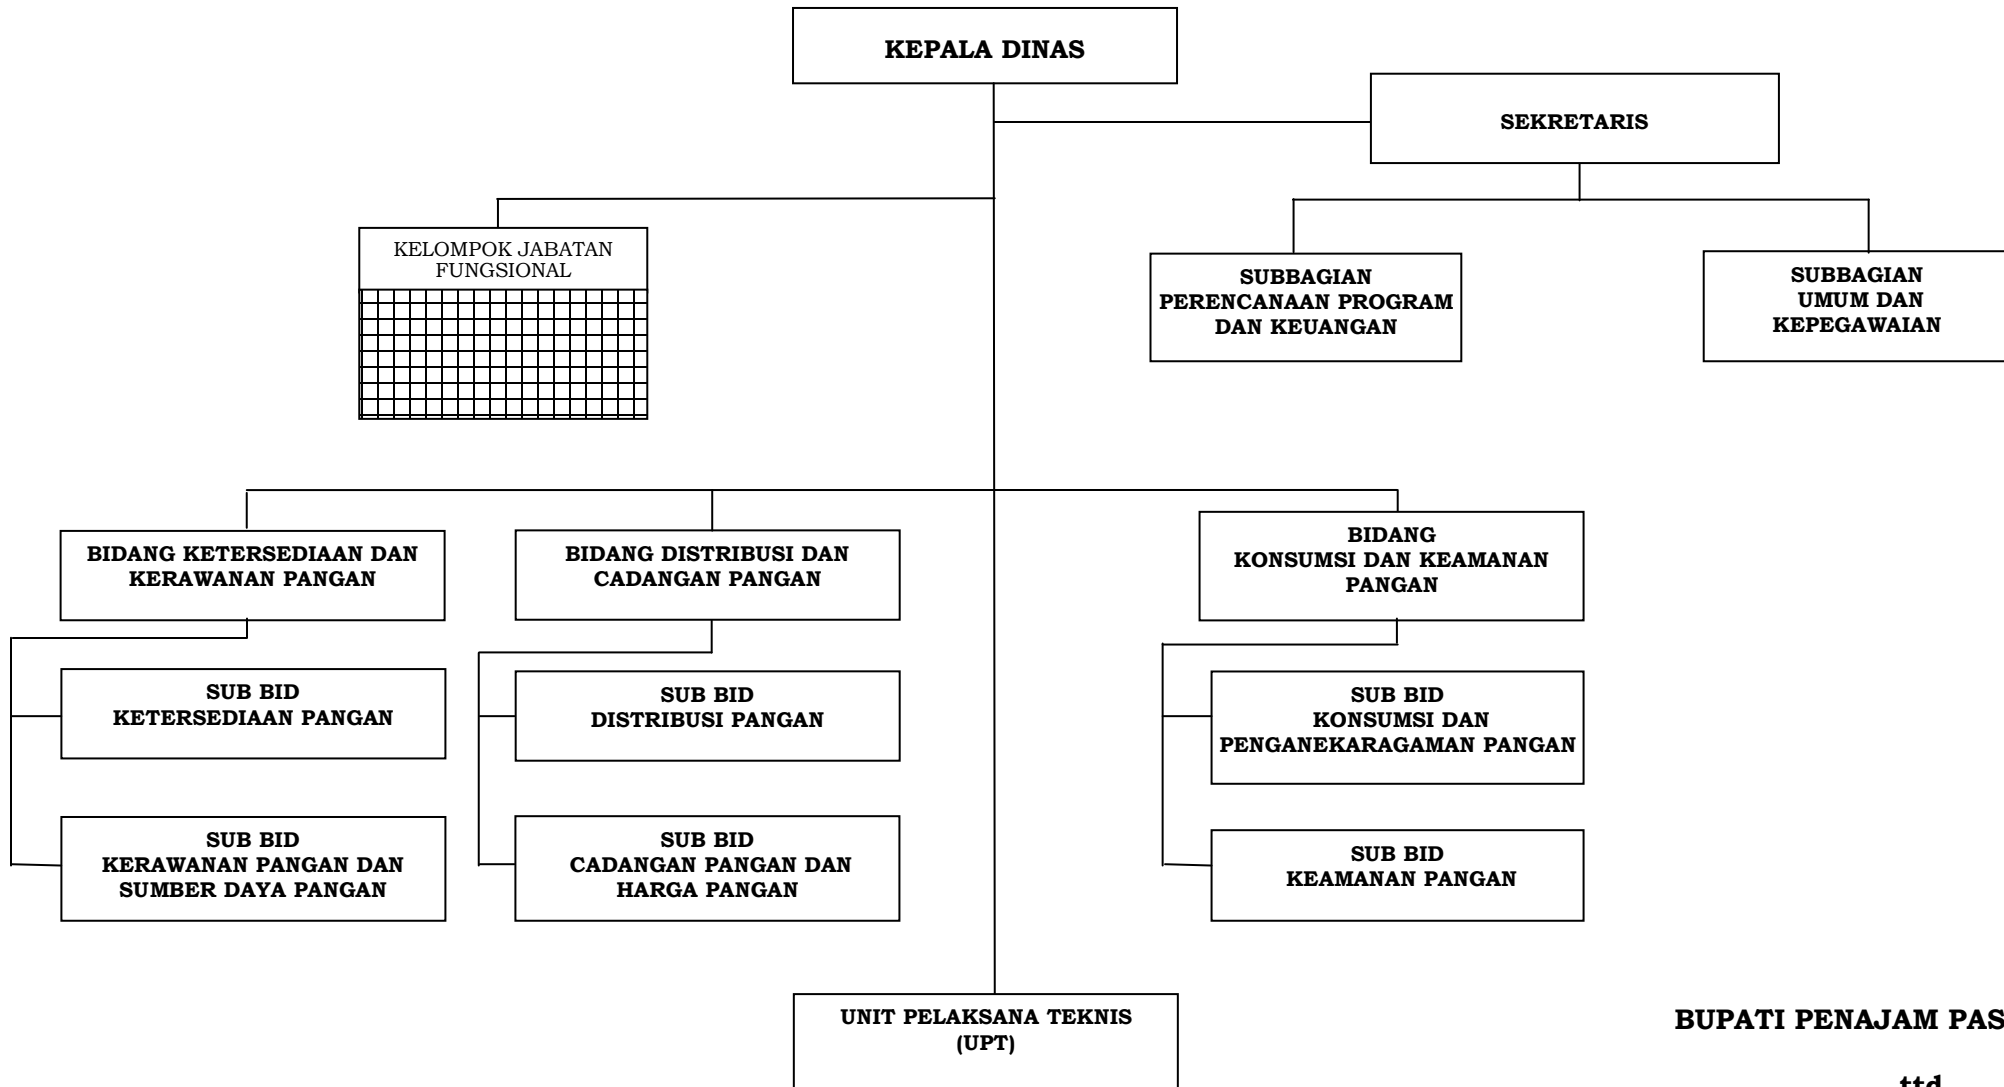 KEPALA DINAS
SEKRETARIS
KELOMPOK JABATAN
FUNGSIONAL
SUBBAGIAN
PERENCANAAN PROGRAM
DAN KEUANGAN
SUBBAGIAN
UMUM DAN
KEPEGAWAIAN
BIDANG KETERSEDIAAN DAN
KERAWANAN PANGAN
BIDANG DISTRIBUSI DAN
CADANGAN PANGAN
BIDANG
KONSUMSI DAN KEAMANAN
PANGAN
SUB BID
KETERSEDIAAN PANGAN
SUB BID
DISTRIBUSI PANGAN
SUB BID
KONSUMSI DAN
PENGANEKARAGAMAN PANGAN
SUB BID
KERAWANAN PANGAN DAN
SUMBER DAYA PANGAN
SUB BID
CADANGAN PANGAN DAN
HARGA PANGAN
SUB BID
KEAMANAN PANGAN
UNIT PELAKSANA TEKNIS
(UPT)
BUPATI PENAJAM PAS
ttd